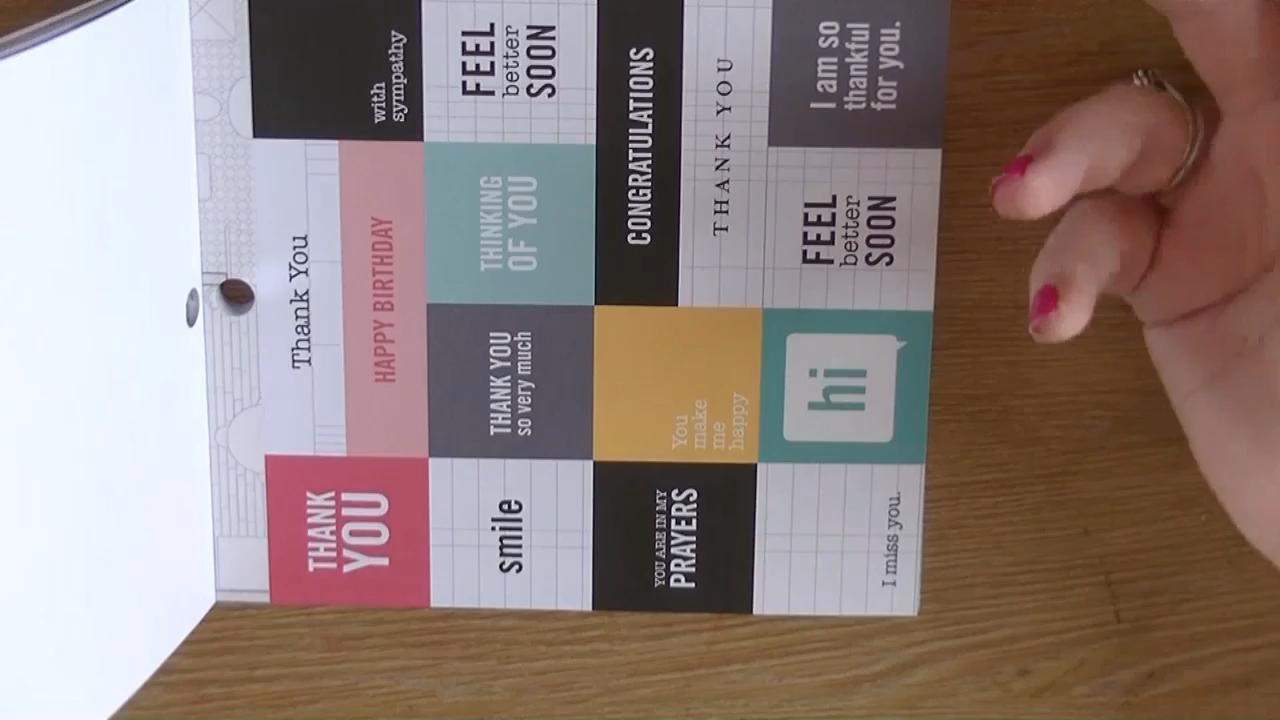 THANK
YOU
Thank You
HAPPY BIRTHDAY
with
sympathy
smile
THANK YOU
so very much
THINKING
OF YOU
FEEL
better
SOON
YOU ARE IN MY
PRAYERS
You
make
me
happy
CONGRATULATIONS
THANK YOU
I miss you.
hi
FEEL
better
SOON
I am so
thankful
for you.